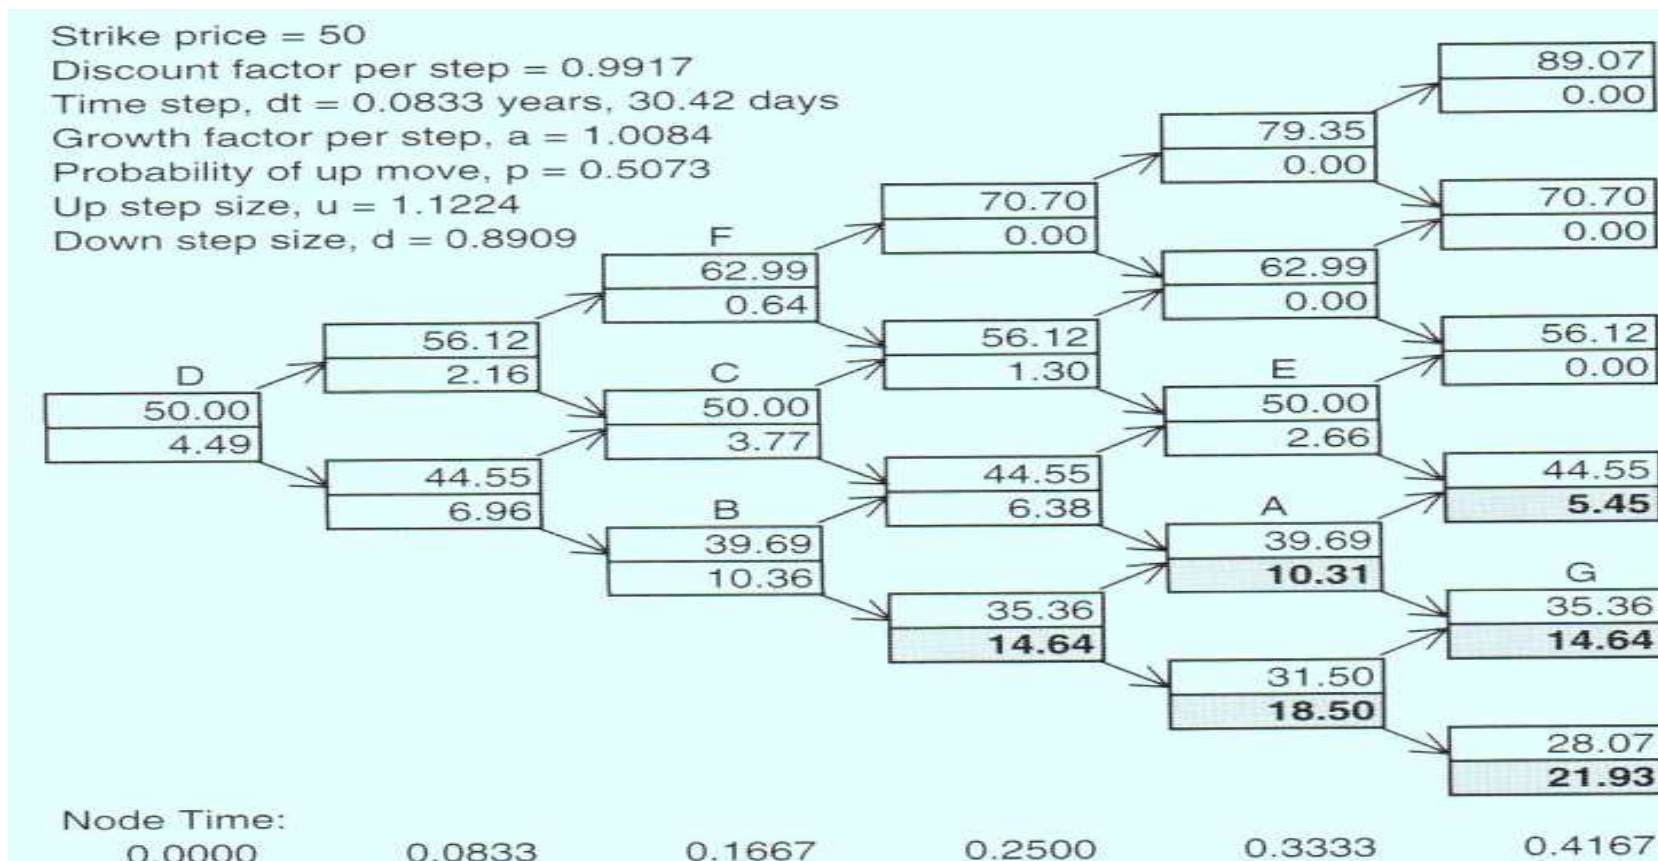 Strike price = 50
Discount factor per step = 0.9917
Time step, dt = 0.0833 years, 30.42 days
Growth factor per step, a = 1.0084
Probability of up move, p = 0.5073
Up step size, u = 1.1224
Down step size, d = 0.8909
D
50.00
4.49
56.12
2.16
44.55
6.96
F
62.99
0.64
C
50.00
3.77
B
39.69
10.36
70.70
0.00
56.12
1.30
44.55
6.38
35.36
14.64
79.35
0.00
62.99
0.00
E
50.00
2.66
A
39.69
10.31
31.50
18.50
89.07
0.00
70.70
0.00
56.12
0.00
44.55
5.45
G
35.36
14.64
28.07
21.93
Node Time:
0.0000 0.0833 0.1667 0.2500 0.3333 0.4167